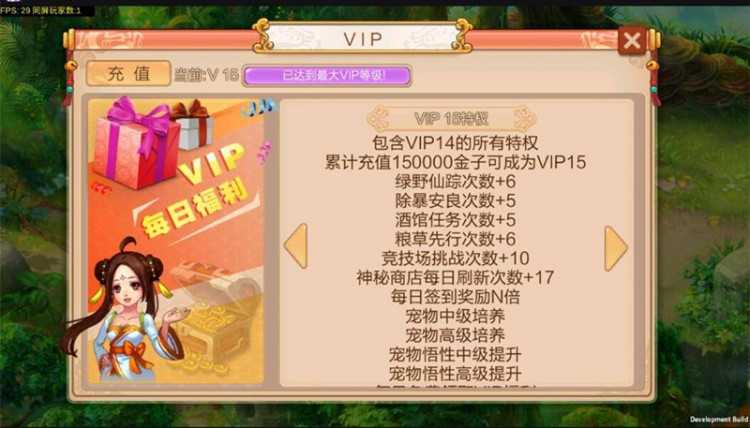 FPS: 29 同屏玩家数:1
VIP
充 值
当前:V 15
已达到最大VIP等级!
VIP
每日福利
VIP 15特权
包含VIP14的所有特权
累计充值150000金子可成为VIP15
绿野仙踪次数+6
除暴安良次数+5
酒馆任务次数+5
粮草先行次数+6
竞技场挑战次数+10
神秘商店每日刷新次数+17
每日签到奖励N倍
宠物中级培养
宠物高级培养
宠物悟性中级提升
宠物悟性高级提升
Development Build